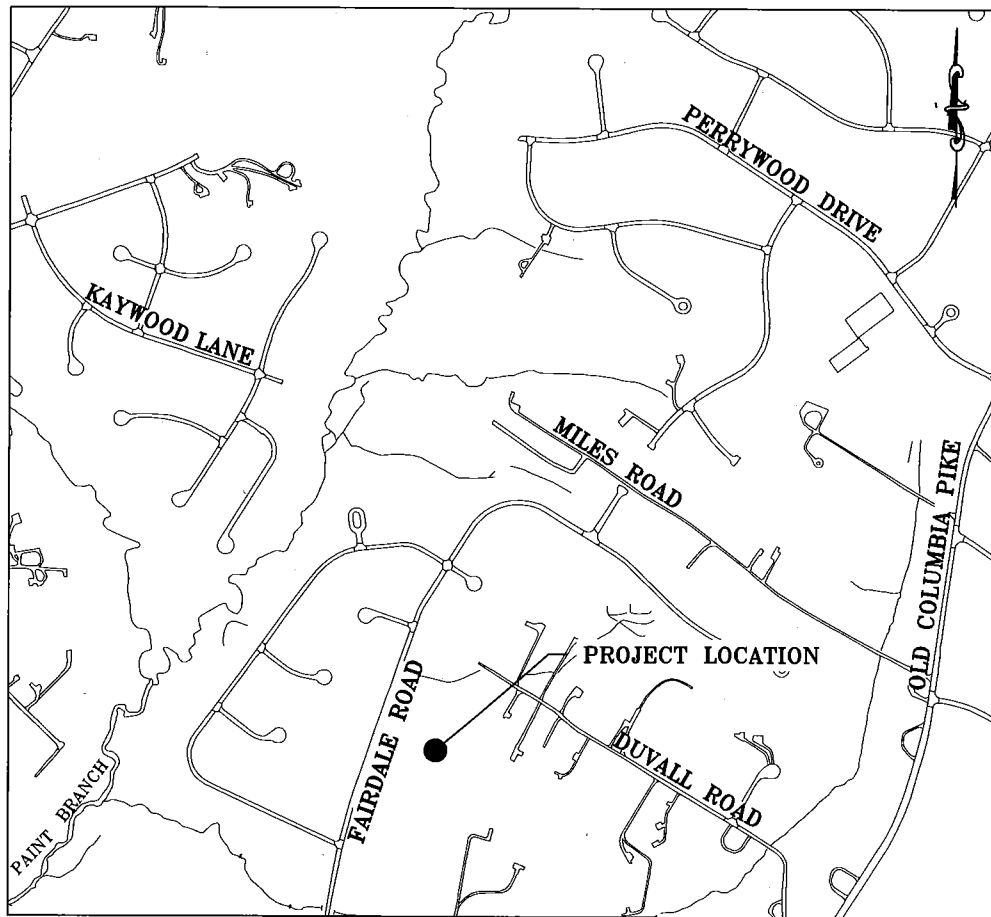 PERRYWOOD DRIVE
KAYWOOD LANE
MILES ROAD
OLD COLUMBIA PIKE
PROJECT LOCATION
FAIRDALE ROAD
DUVALL ROAD
PAINT BRANCH